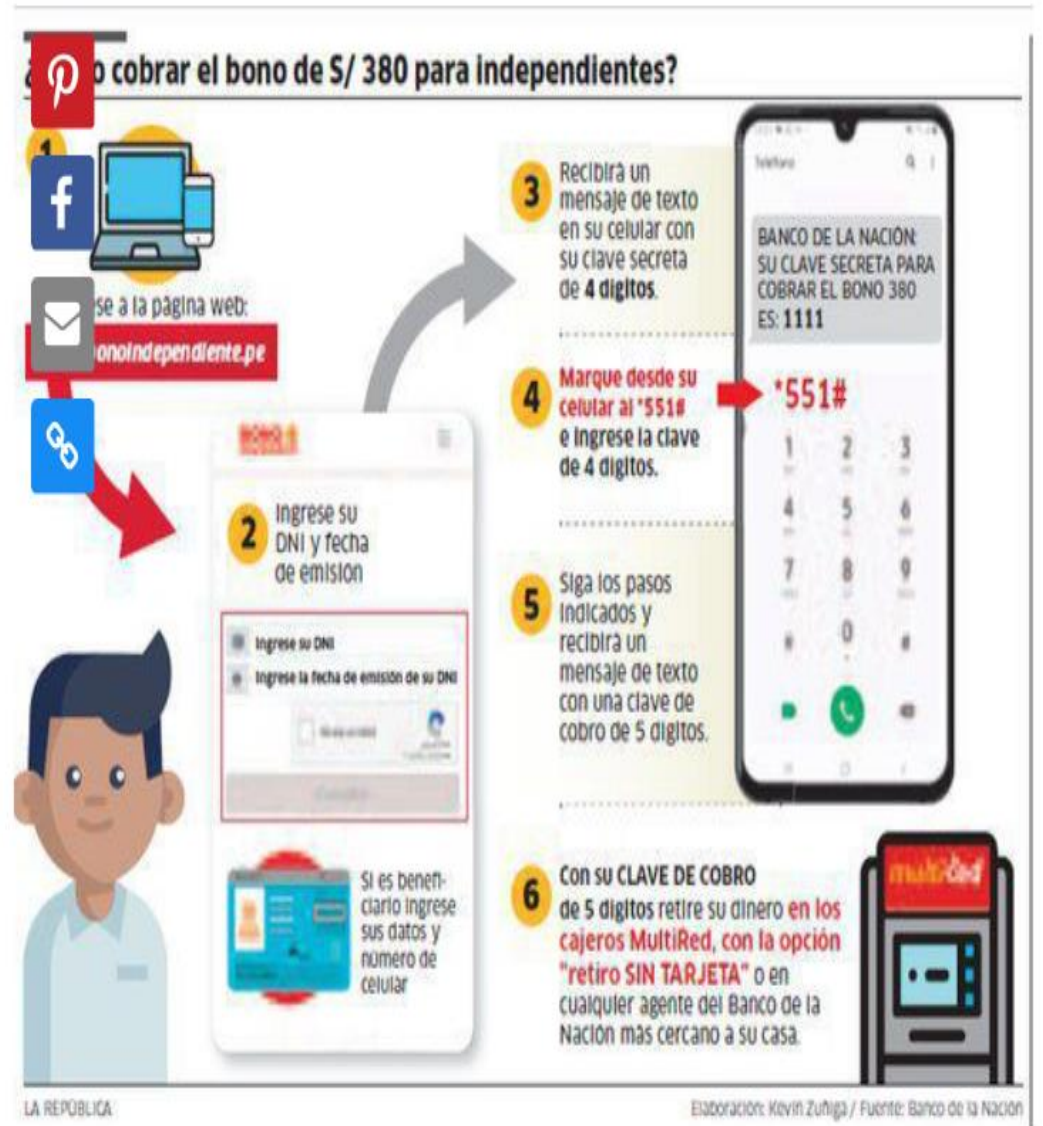 o cobrar el bono de S/ 380 para independientes?
1
se a la página web:
onoindependiente.pe
2
Ingrese su
DNI y fecha
de emisión
Ingrese su DNI
Ingrese la fecha de emisión de su DNI
Si es benefi-
ciario ingrese
sus datos y
número de
celular
3
Recibirá un
mensaje de texto
en su celular con
su clave secreta
de 4 dígitos.
4
Marque desde su
celular al *551#
e ingrese la clave
de 4 dígitos.
5
Siga los pasos
indicados y
recibirá un
mensaje de texto
con una clave de
cobro de 5 dígitos.
Teléfono
BANCO DE LA NACIÓN:
SU CLAVE SECRETA PARA
COBRAR EL BONO 380
ES: 1111
*551#
1 2 3
4 5 6
7 8 9
* 0 #
6
Con su CLAVE DE COBRO
de 5 dígitos retire su dinero en los
cajeros MultiRed, con la opción
"retiro SIN TARJETA" o en
cualquier agente del Banco de la
Nación más cercano a su casa.
multiRed
LA REPÚBLICA
Elaboración: Kevin Zuñiga / Fuente: Banco de la Nación